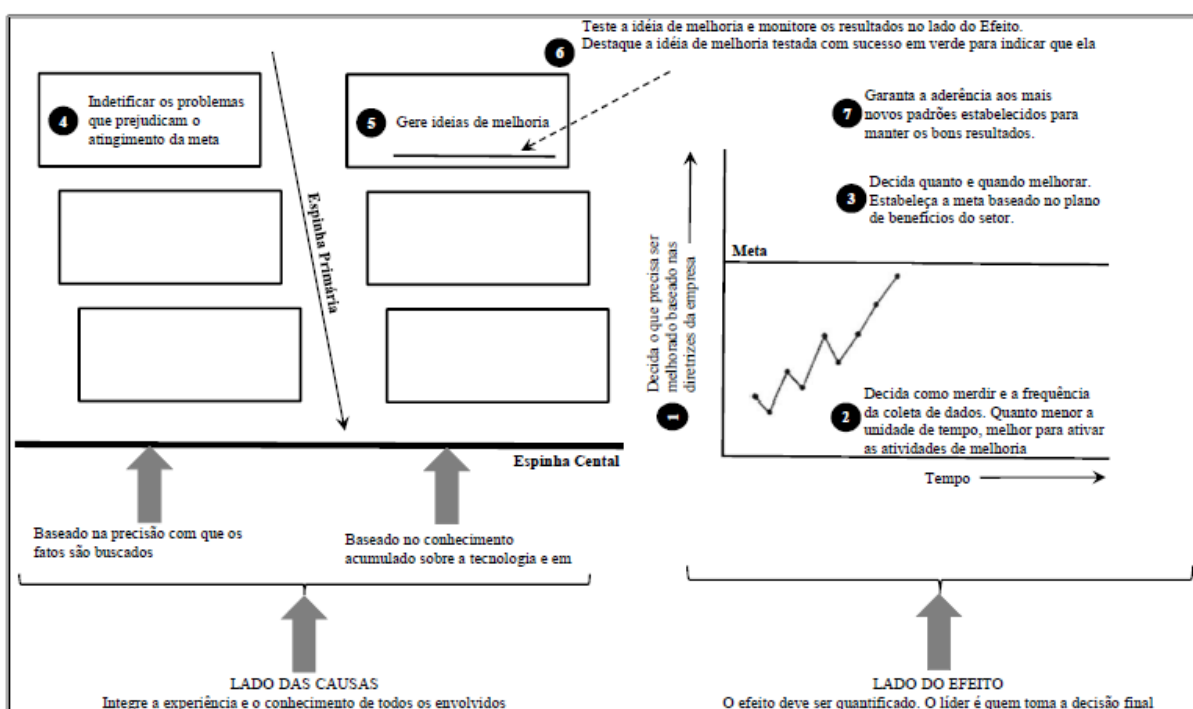 6
Teste a idéia de melhoria e monitore os resultados no lado do Efeito.
Destaque a idéia de melhoria testada com sucesso em verde para indicar que ela
4
Indetificar os problemas
que prejudicam o
atingimento da meta
5
Gere ideias de melhoria
Espinha Primária
7
Garanta a aderência aos mais
novos padrões estabelecidos para
manter os bons resultados.
3
Decida quanto e quando melhorar.
Estabeleça a meta baseado no plano
de benefícios do setor.
Meta
1
Decida o que precisa ser
melhorado baseado nas
diretrizes da empresa
2
Decida como merdir e a frequência
da coleta de dados. Quanto menor a
unidade de tempo, melhor para ativar
as atividades de melhoria
Tempo
Espinha Cental
Baseado na precisão com que os
fatos são buscados
Baseado no conhecimento
acumulado sobre a tecnologia e em
LADO DAS CAUSAS
Integre a experiência e o conhecimento de todos os envolvidos
LADO DO EFEITO
O efeito deve ser quantificado. O líder é quem toma a decisão final